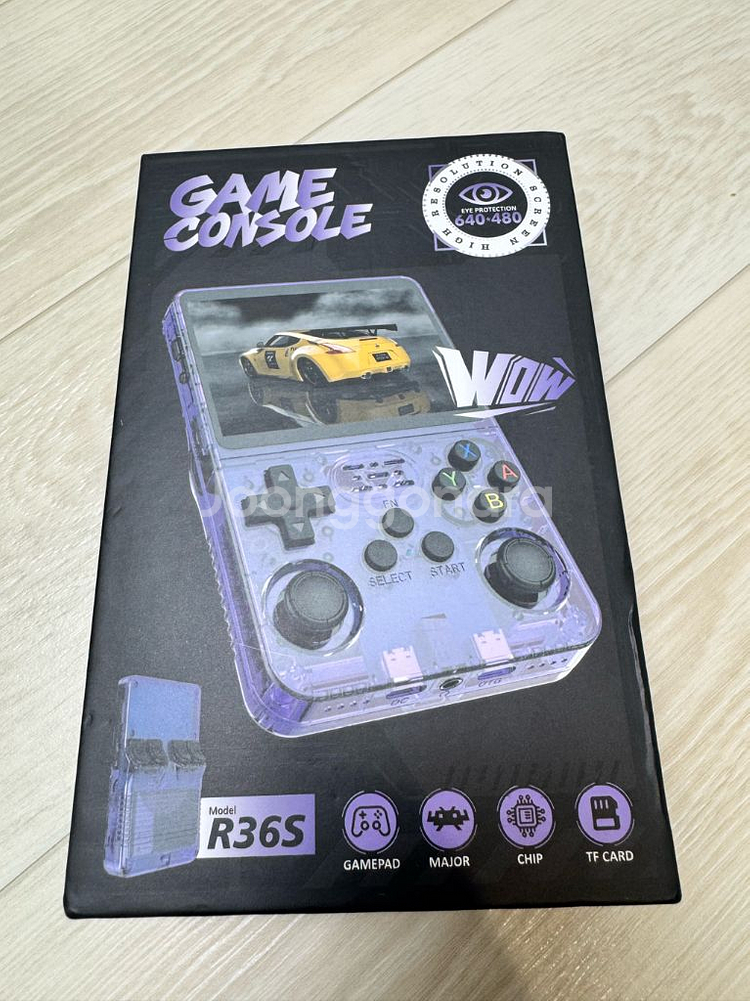 GAME
CONSOLE
HIGH RESOLUTION SCREEN
EYE PROTECTION
640*480
WOW
X
Y
A
B
Joonggonara
FN
SELECT
START
DC
OTG
Model
R36S
GAMEPAD
MAJOR
CHIP
TF CARD